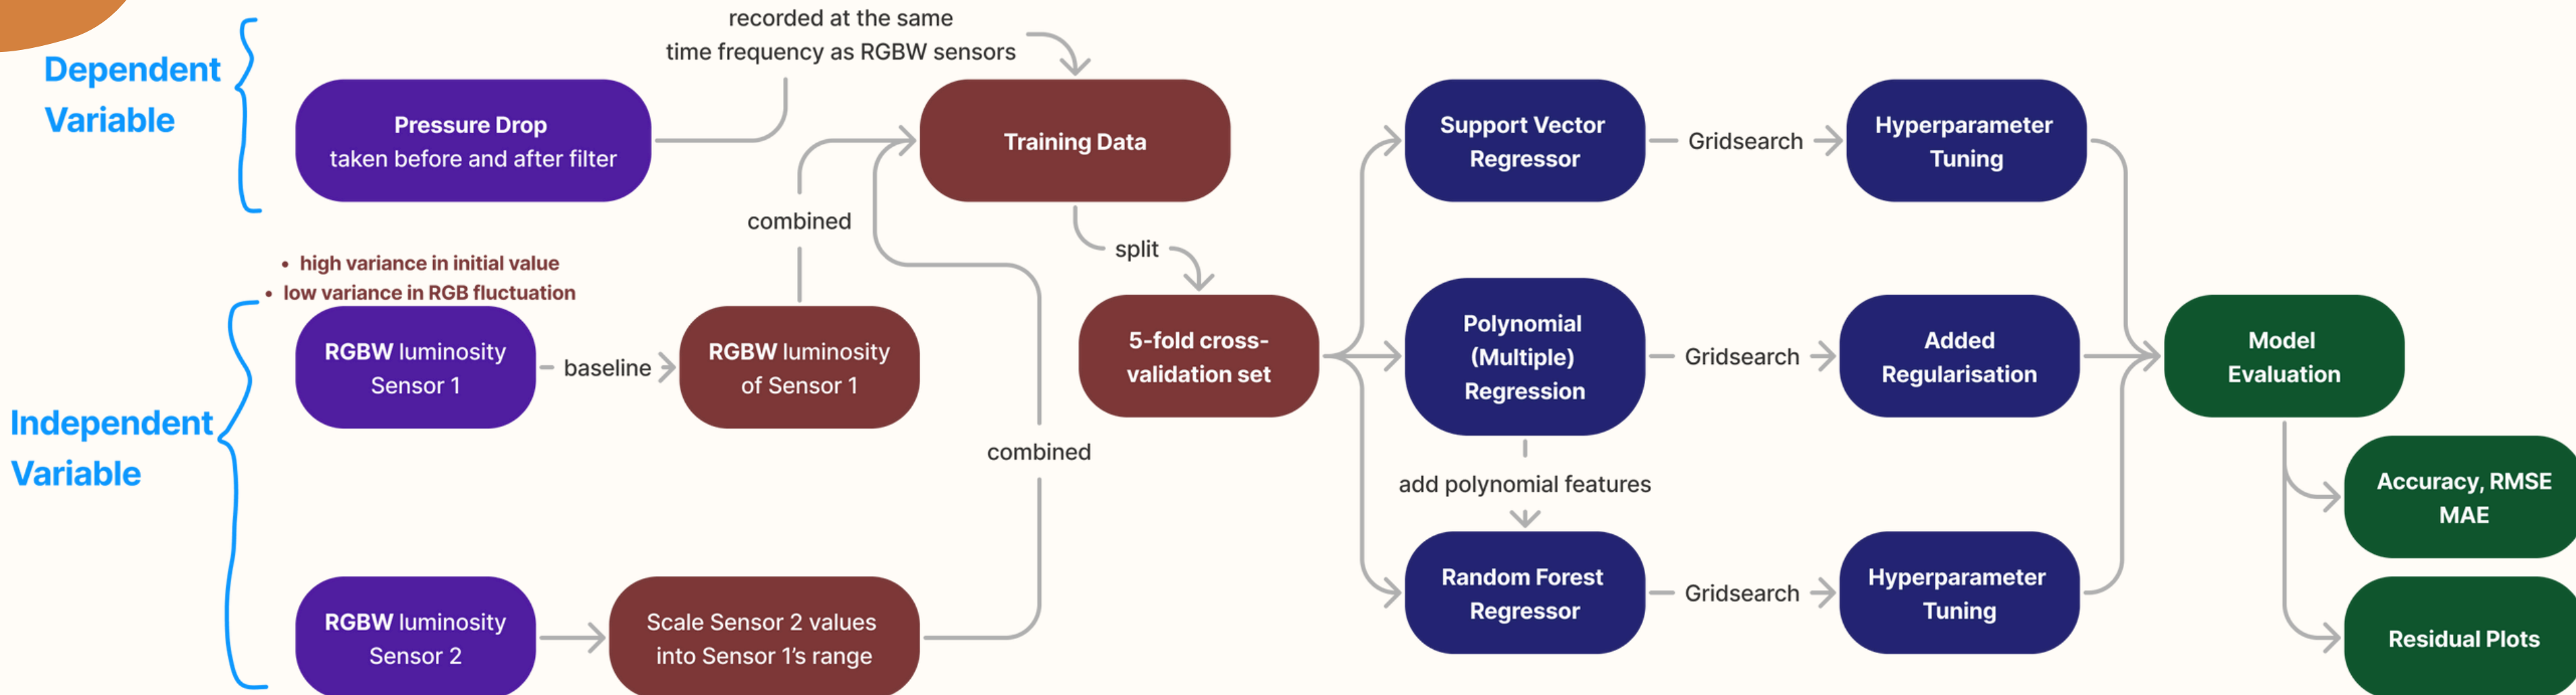 Dependent
Variable
recorded at the same
time frequency as RGBW sensors
Pressure Drop
taken before and after filter
Training Data
combined
split
• high variance in initial value
• low variance in RGB fluctuation
Independent
Variable
RGBW luminosity
Sensor 1
baseline
RGBW luminosity
of Sensor 1
combined
RGBW luminosity
Sensor 2
Scale Sensor 2 values
into Sensor 1's range
5-fold cross-
validation set
Support Vector
Regressor
Gridsearch
Hyperparameter
Tuning
Polynomial
(Multiple)
Regression
Gridsearch
Added
Regularisation
add polynomial features
Random Forest
Regressor
Gridsearch
Hyperparameter
Tuning
Model
Evaluation
Accuracy, RMSE
MAE
Residual Plots